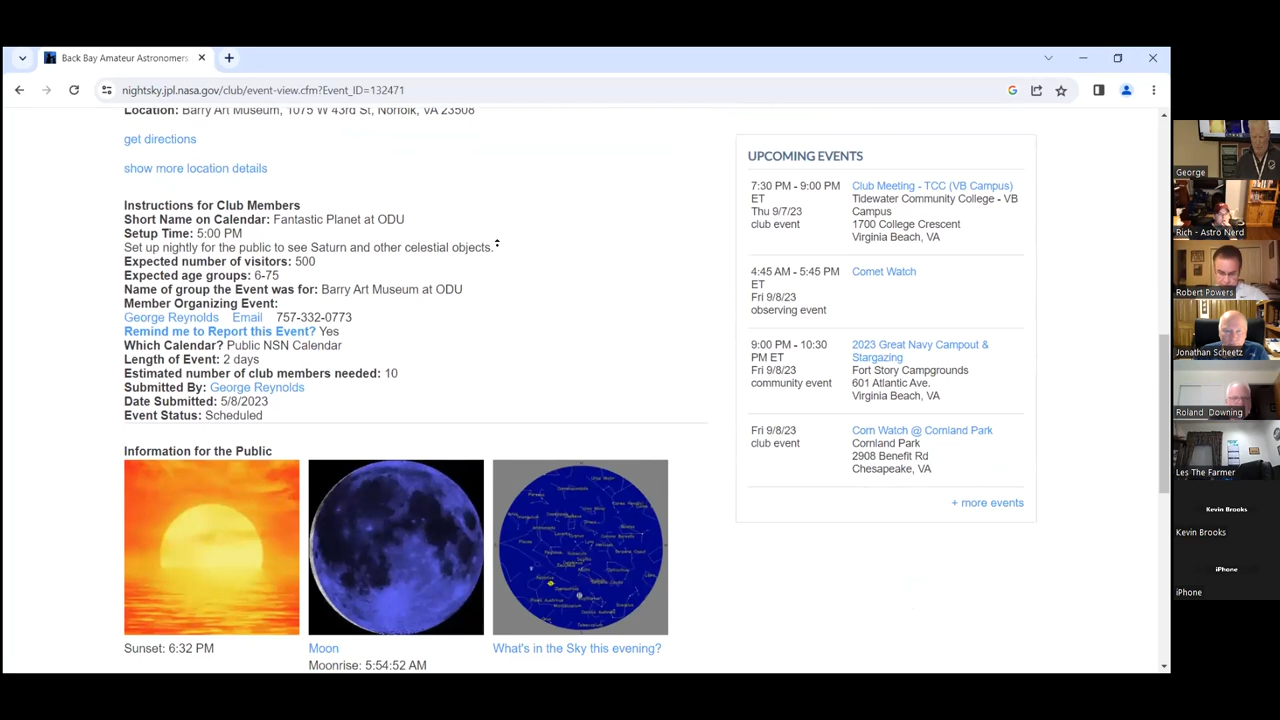 Back Bay Amateur Astronomers
nightsky.jpl.nasa.gov/club/event-view.cfm?Event_ID=132471
Location: Barry Art Museum, 1075 W 43rd St, Norfolk, VA 23508
get directions
show more location details
Instructions for Club Members
Short Name on Calendar: Fantastic Planet at ODU
Setup Time: 5:00 PM
Set up nightly for the public to see Saturn and other celestial objects.
Expected number of visitors: 500
Expected age groups: 6-75
Name of group the Event was for: Barry Art Museum at ODU
Member Organizing Event:
George Reynolds Email 757-332-0773
Remind me to Report this Event? Yes
Which Calendar? Public NSN Calendar
Length of Event: 2 days
Estimated number of club members needed: 10
Submitted By: George Reynolds
Date Submitted: 5/8/2023
Event Status: Scheduled
Information for the Public
Sunset: 6:32 PM
Moon
Moonrise: 5:54:52 AM
What's in the Sky this evening?
UPCOMING EVENTS
7:30 PM - 9:00 PM
ET
Thu 9/7/23
club event
Club Meeting - TCC (VB Campus)
Tidewater Community College - VB
Campus
1700 College Crescent
Virginia Beach, VA
4:45 AM - 5:45 PM
ET
Fri 9/8/23
observing event
Comet Watch
9:00 PM - 10:30
PM ET
Fri 9/8/23
community event
2023 Great Navy Campout &
Stargazing
Fort Story Campgrounds
601 Atlantic Ave.
Virginia Beach, VA
Fri 9/8/23
club event
Corn Watch @ Cornland Park
Cornland Park
2908 Benefit Rd
Chesapeake, VA
+ more events
George
Rich - Astro Nerd
Robert Powers
Jonathan Scheetz
Roland Downing
Les The Farmer
Kevin Brooks
Kevin Brooks
iPhone
iPhone